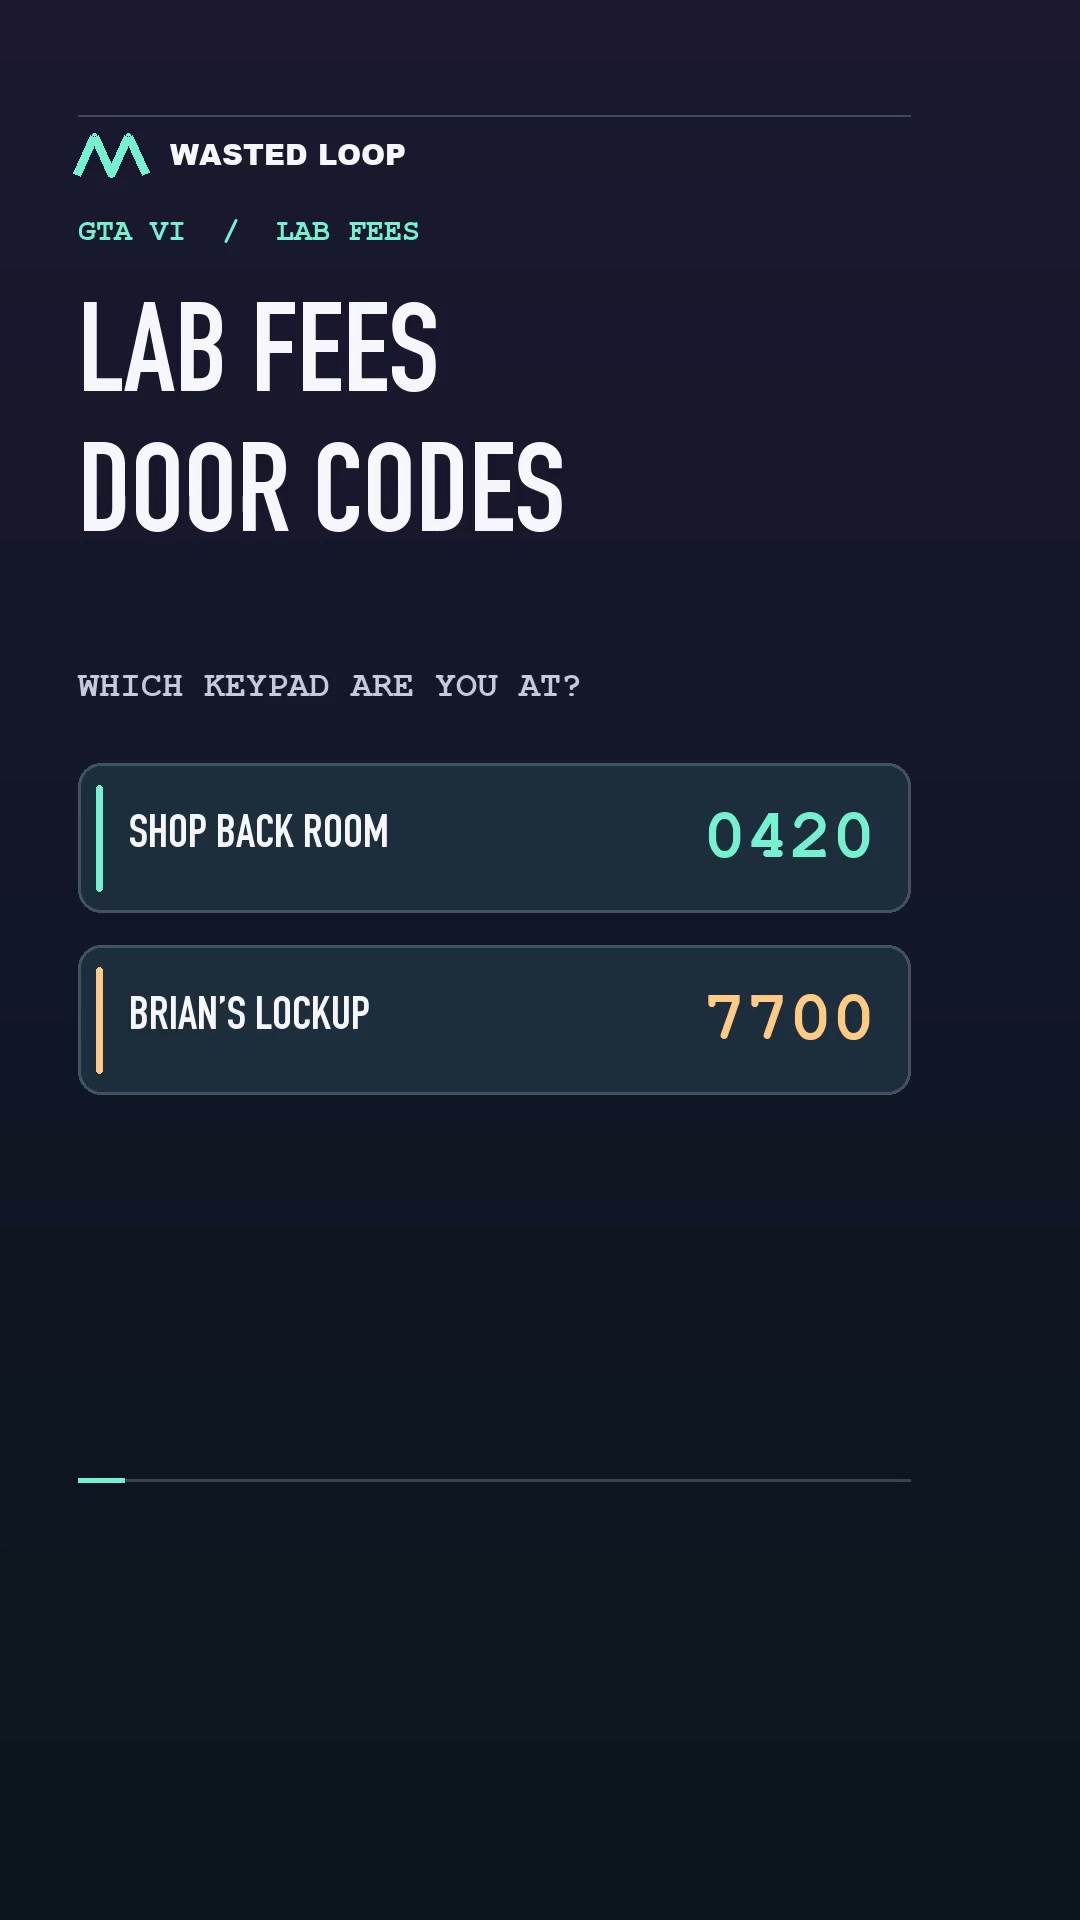 WASTED LOOP
GTA VI / LAB FEES
LAB FEES
DOOR CODES
WHICH KEYPAD ARE YOU AT?
SHOP BACK ROOM 0420
BRIAN'S LOCKUP 7700